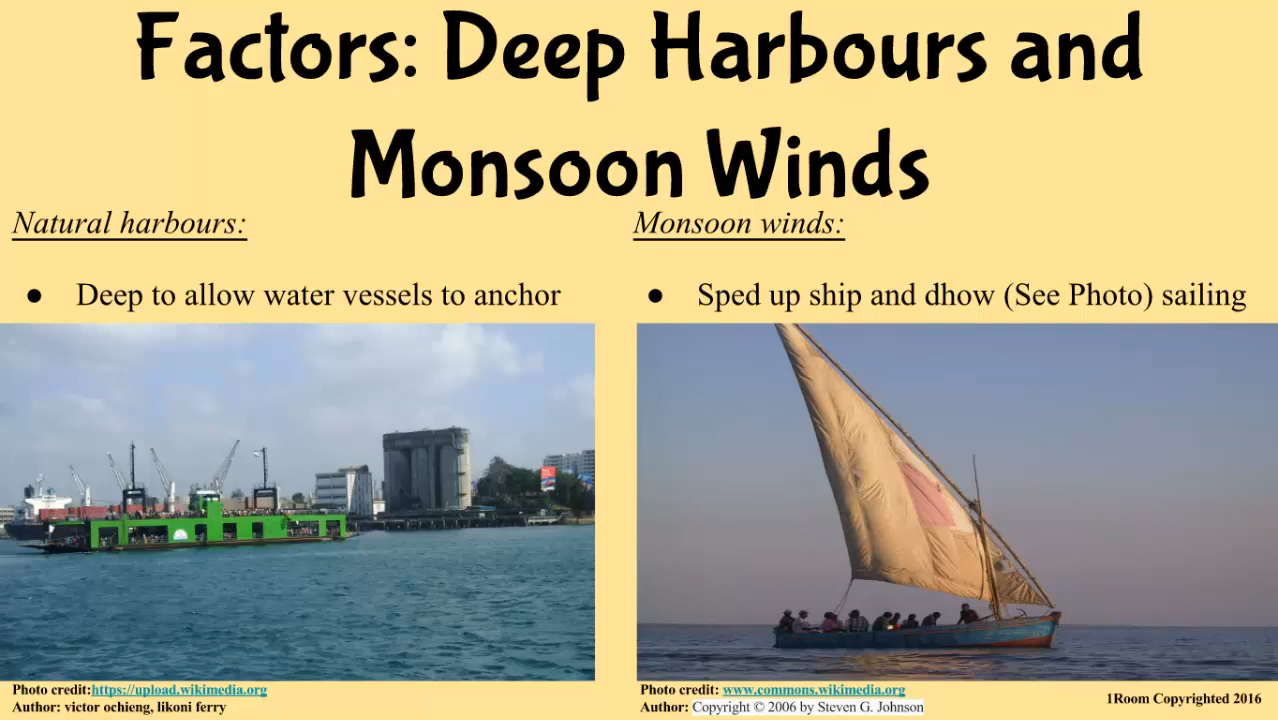 Factors: Deep Harbours and
Monsoon Winds
Natural harbours:
● Deep to allow water vessels to anchor
Monsoon winds:
● Sped up ship and dhow (See Photo) sailing
Photo credit:https://upload.wikimedia.org
Author: victor ochieng, likoni ferry
Photo credit: www.commons.wikimedia.org
Author: Copyright © 2006 by Steven G. Johnson
1Room Copyrighted 2016